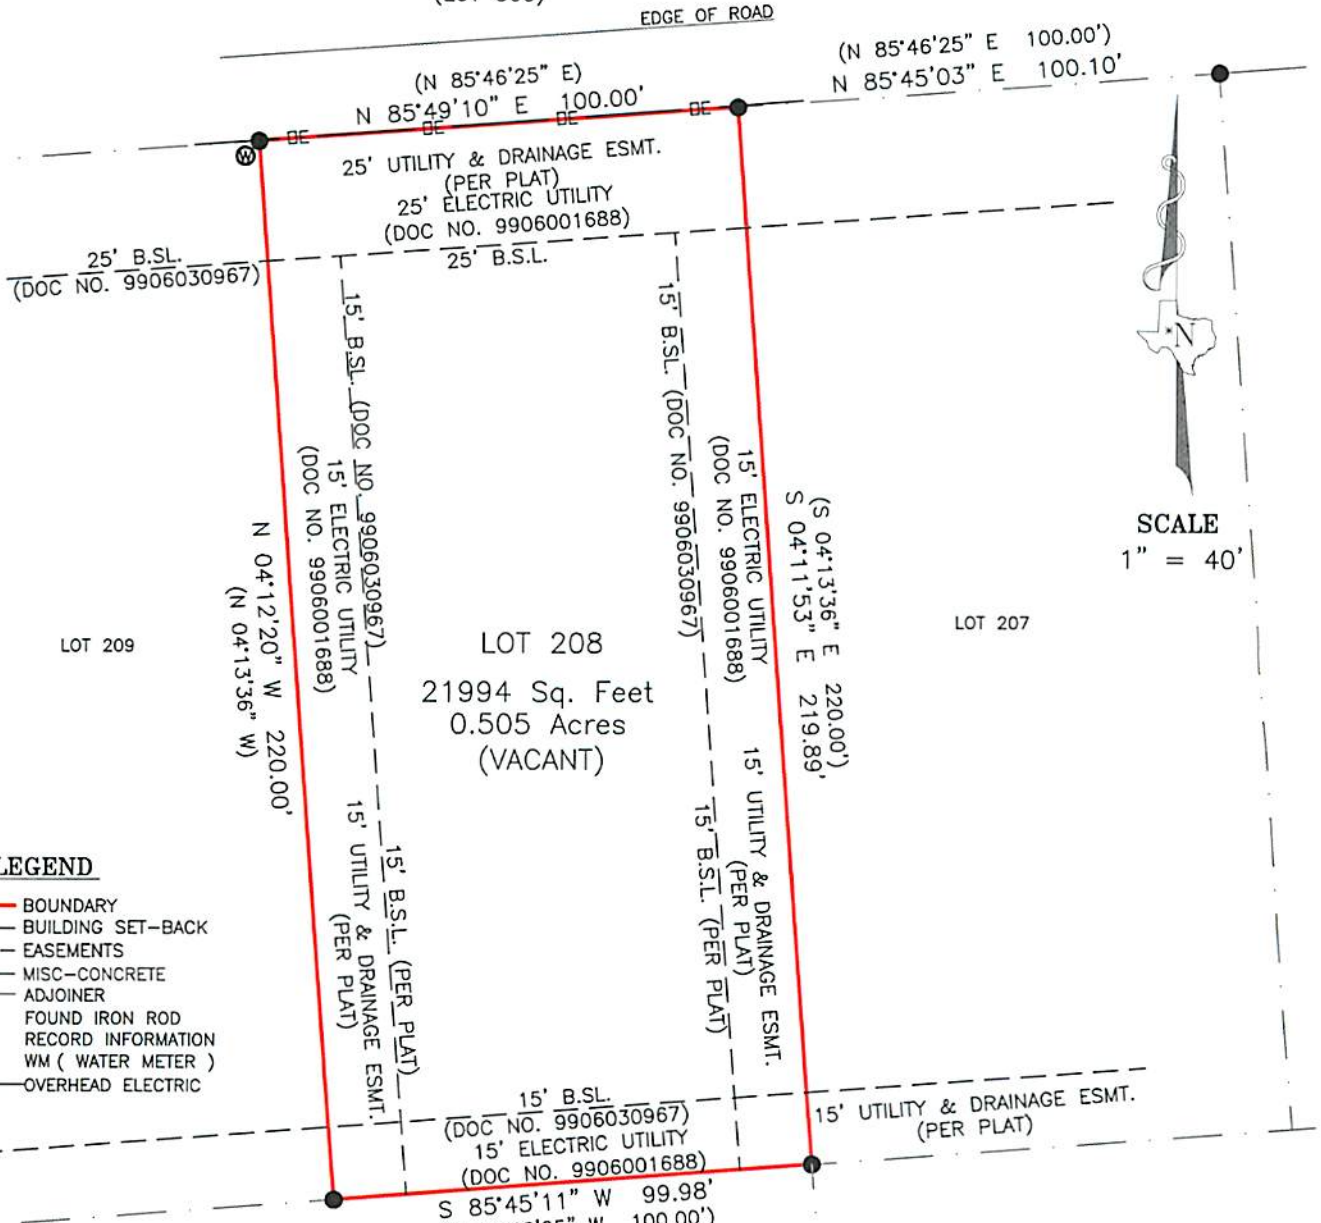 EDGE OF ROAD
(N 85°46'25" E)
N 85°49'10" E 100.00'
(N 85°46'25" E 100.00')
N 85°45'03" E 100.10'
OE OE OE OE
W
25' UTILITY & DRAINAGE ESMT.
(PER PLAT)
25' ELECTRIC UTILITY
(DOC NO. 9906001688)
25' B.SL.
(DOC NO. 9906030967)
25' B.S.L.
15' B.SL. (DOC NO. 9906030967)
15' ELECTRIC UTILITY
(DOC NO. 9906001688)
N 04°12'20" W 220.00'
(N 04°13'36" W)
15' B.SL. (DOC NO. 9906030967)
15' ELECTRIC UTILITY
(DOC NO. 9906001688)
(S 04°13'36" E 220.00')
S 04°11'53" E 219.89'
N
SCALE
1" = 40'
LOT 209
LOT 208
21994 Sq. Feet
0.505 Acres
(VACANT)
LOT 207
15' UTILITY & DRAINAGE ESMT.
(PER PLAT)
15' B.S.L. (PER PLAT)
15' B.S.L. (PER PLAT)
15' UTILITY & DRAINAGE ESMT.
(PER PLAT)
LEGEND
BOUNDARY
BUILDING SET-BACK
EASEMENTS
MISC-CONCRETE
ADJOINER
FOUND IRON ROD
RECORD INFORMATION
WM ( WATER METER )
OVERHEAD ELECTRIC
15' B.SL.
(DOC NO. 9906030967)
15' ELECTRIC UTILITY
(DOC NO. 9906001688)
15' UTILITY & DRAINAGE ESMT.
(PER PLAT)
S 85°45'11" W 99.98'
W 100.00')